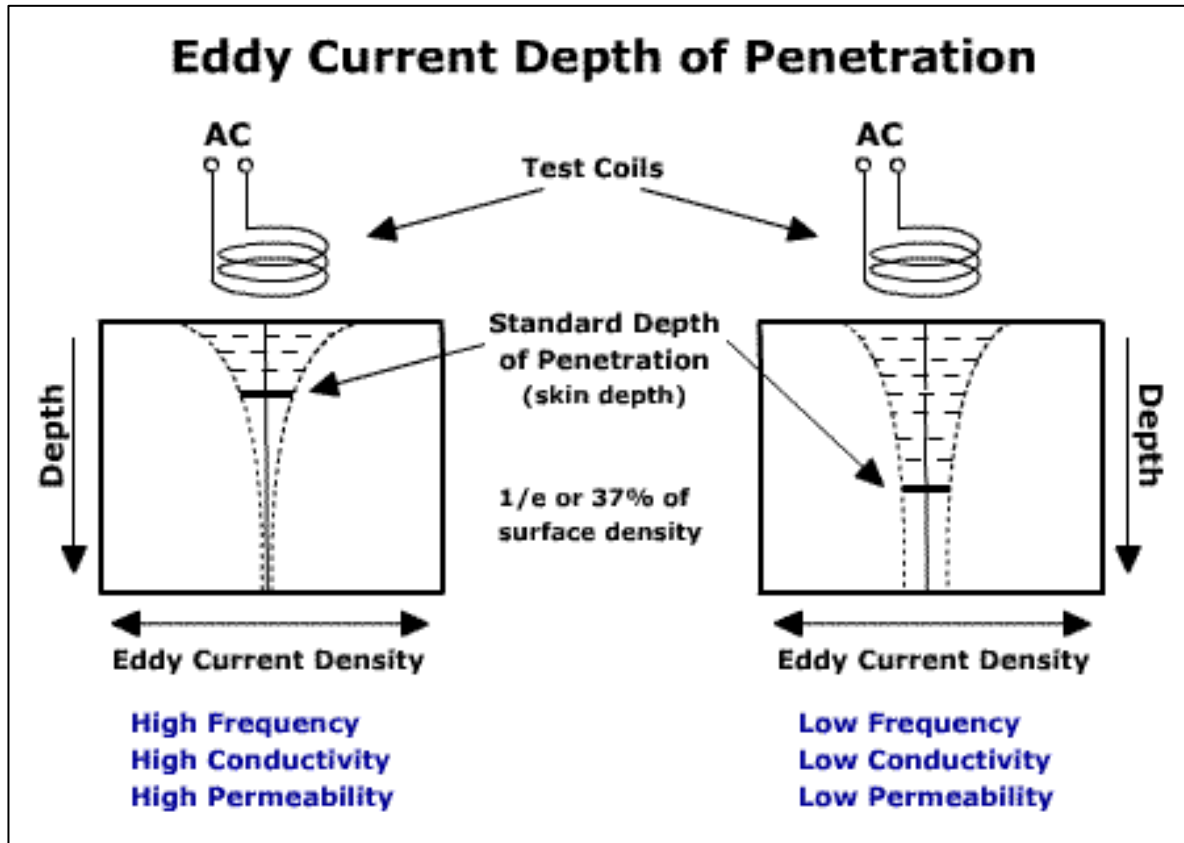 Eddy Current Depth of Penetration
AC
AC
Test Coils
Standard Depth
of Penetration
(skin depth)
Depth
Depth
1/e or 37% of
surface density
Eddy Current Density
Eddy Current Density
High Frequency
High Conductivity
High Permeability
Low Frequency
Low Conductivity
Low Permeability